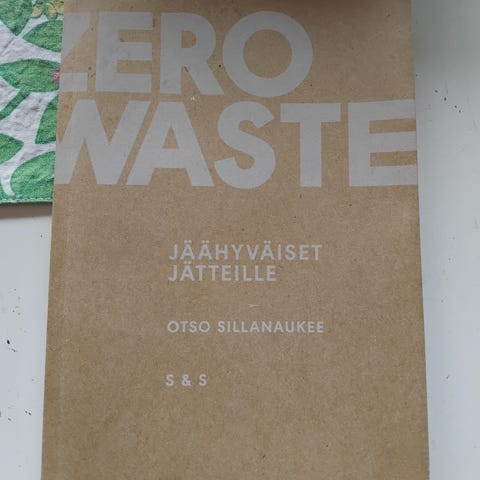 ZERO
WASTE
JÄÄHYVÄISET
JÄTTEILLE
OTSO SILLANAUKEE
S & S